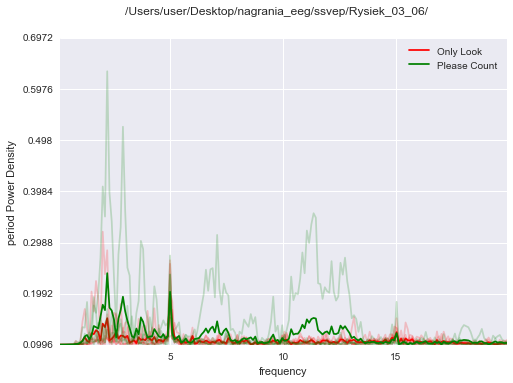 /Users/user/Desktop/nagrania_eeg/ssvep/Rysiek_03_06/
0.6972
Only Look
Please Count
0.5976
0.498
0.3984
0.2988
0.1992
0.0996
period Power Density
5
10
15
frequency